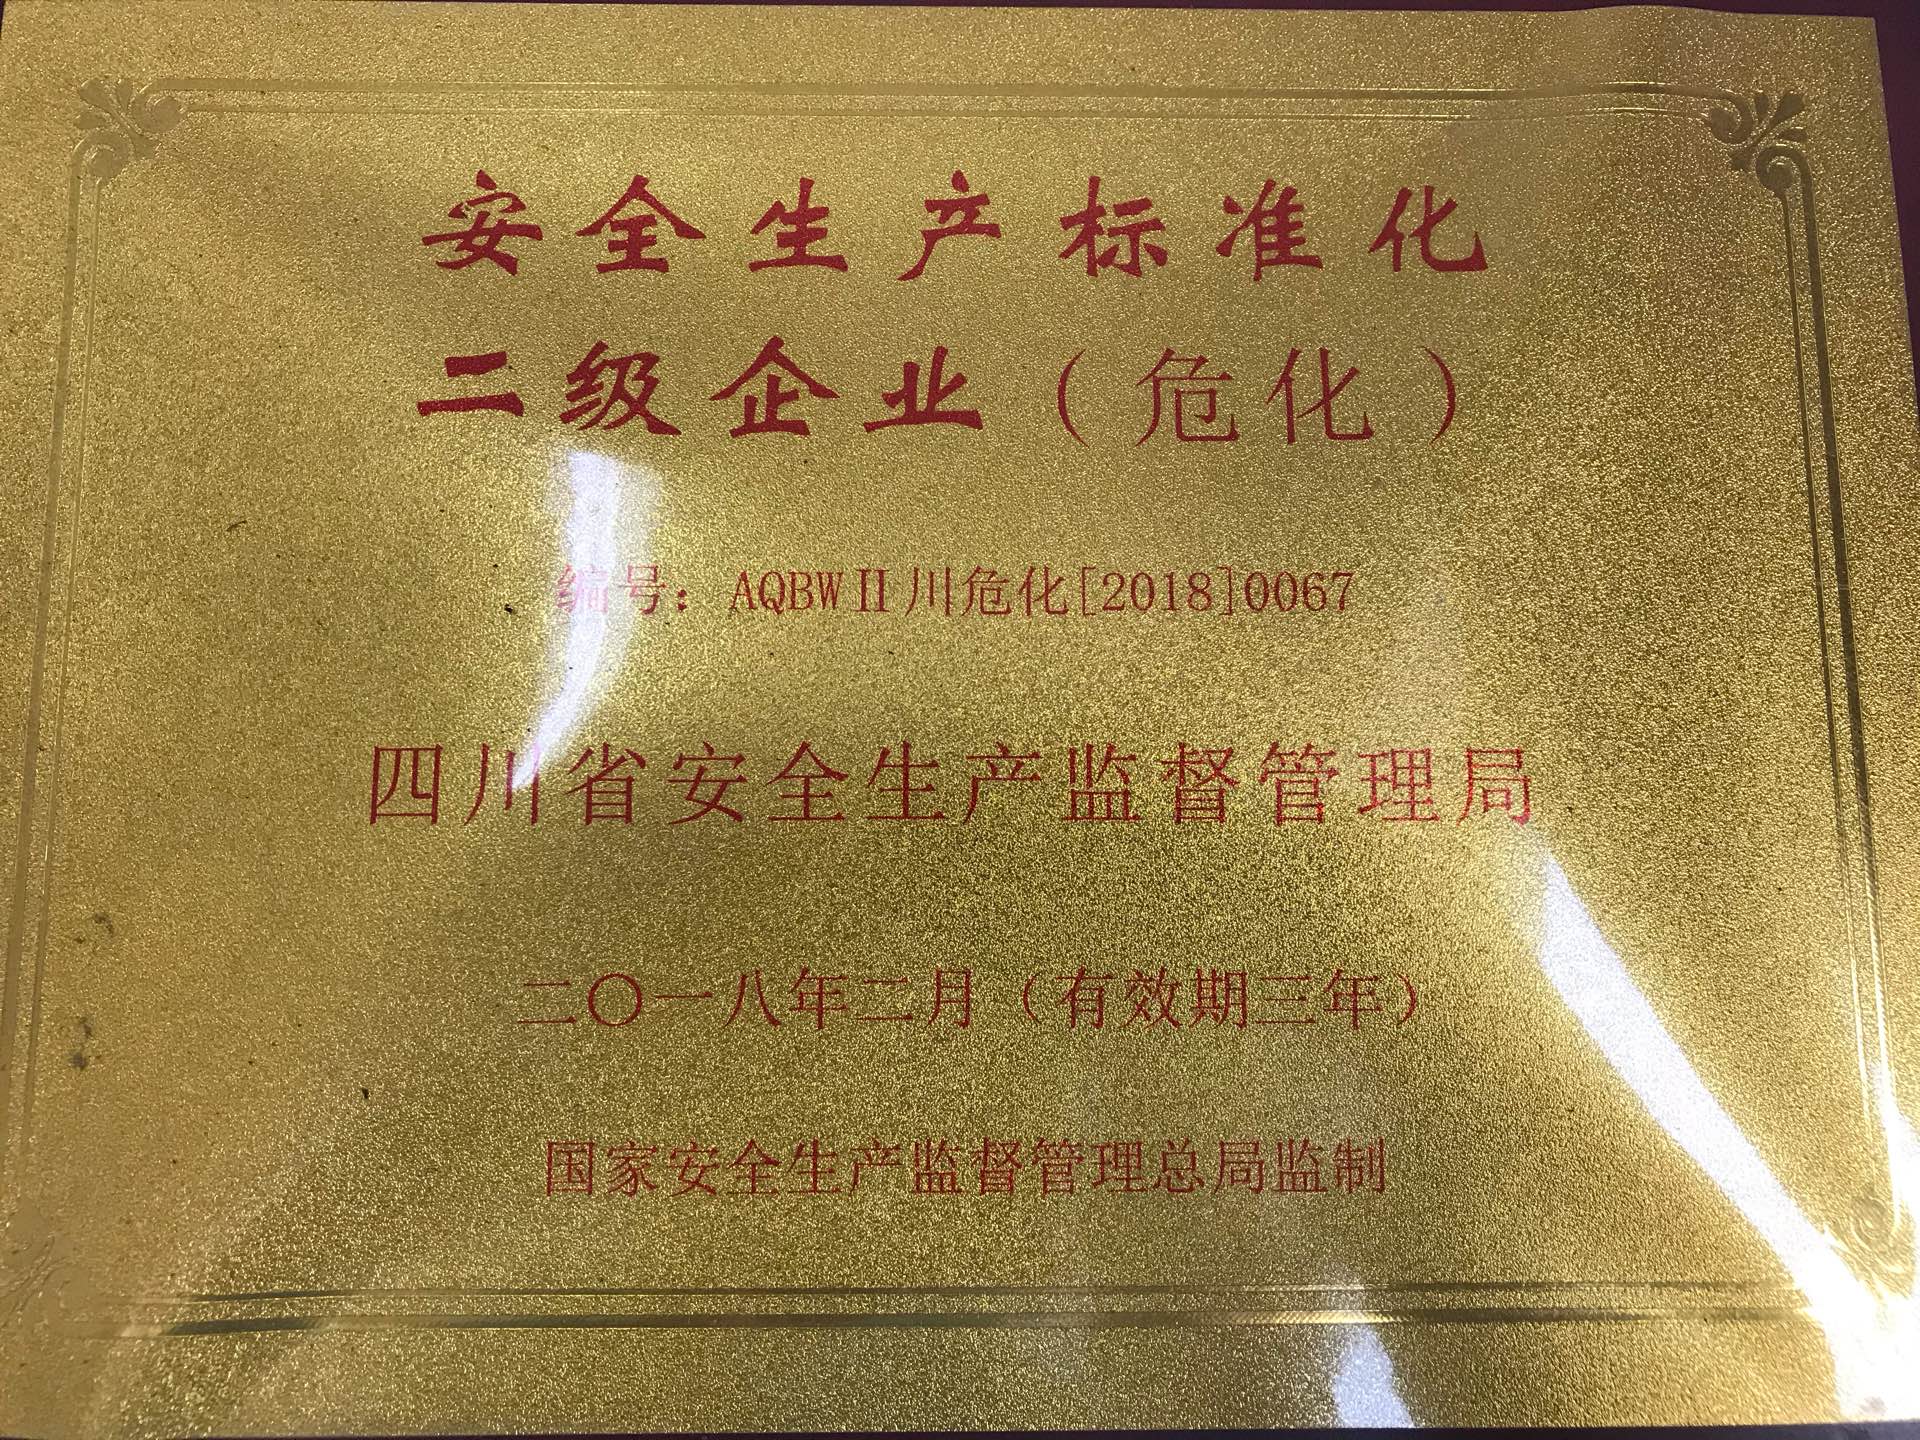 安全生产标准化
二级企业（危化）
编号：AQBWⅡ川危化[2018]0067
四川省安全生产监督管理局
二〇一八年二月（有效期三年）
国家安全生产监督管理总局监制